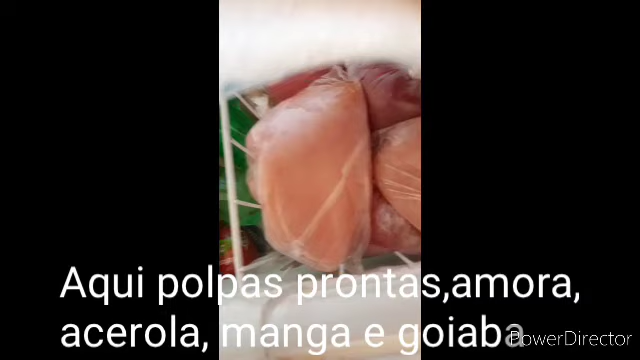 Aqui polpas prontas,amora,
acerola, manga e goiaba
PowerDirector